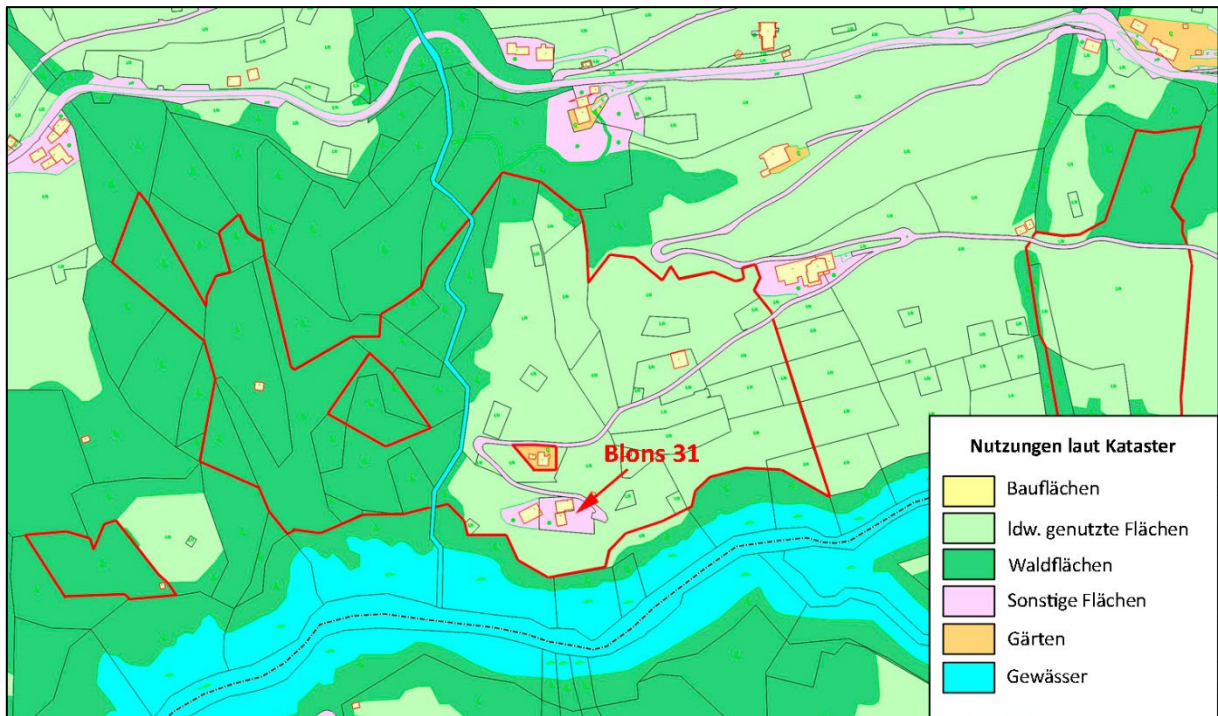 Blons 31
Nutzungen laut Kataster
Bauflächen
ldw. genutzte Flächen
Waldflächen
Sonstige Flächen
Gärten
Gewässer